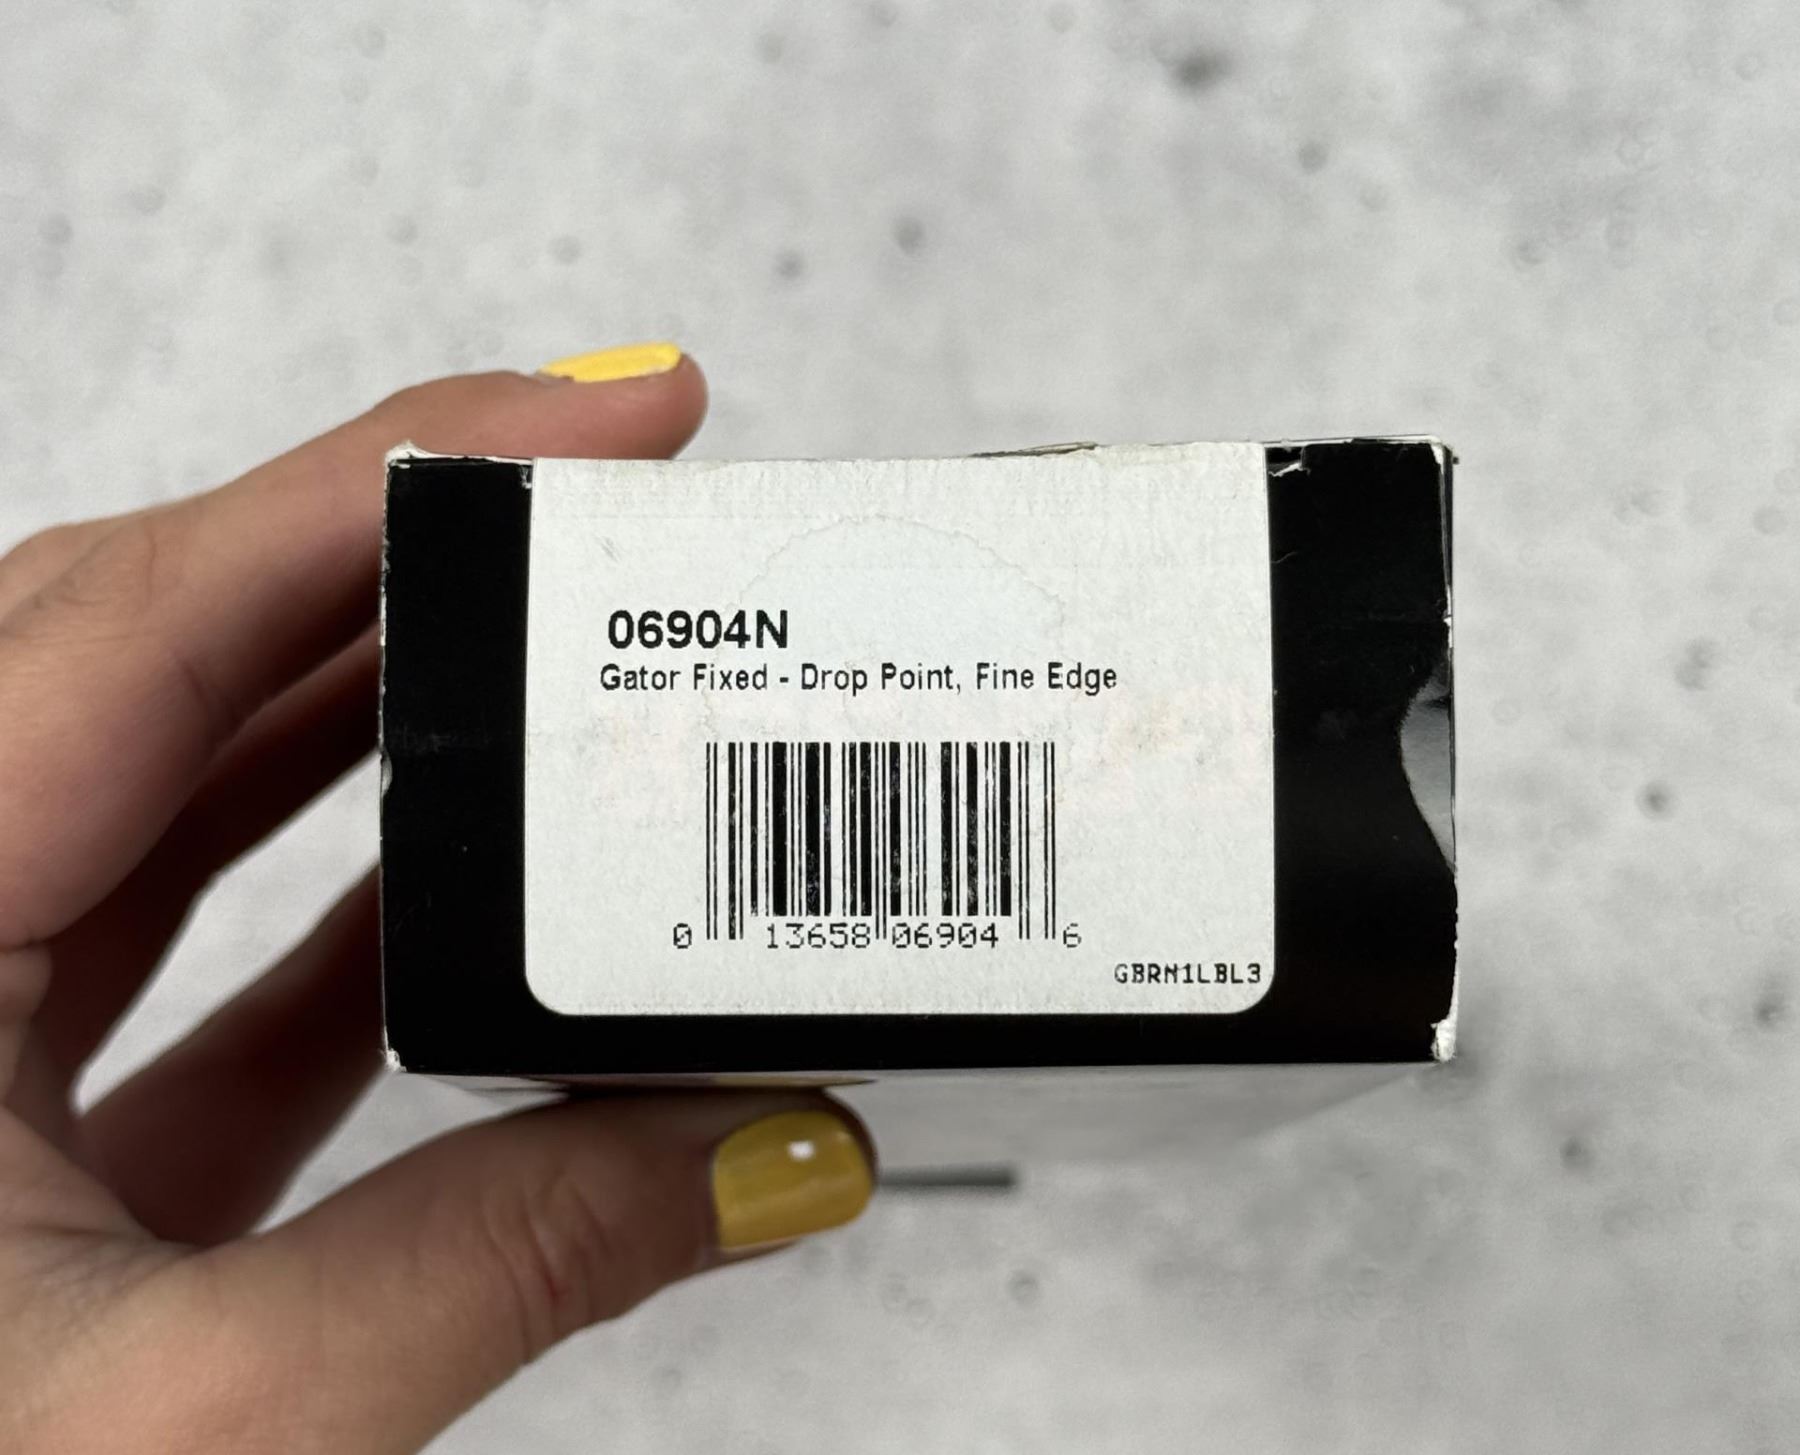 06904N
Gator Fixed - Drop Point, Fine Edge
0 13658 06904 6
GBRN1LBL3